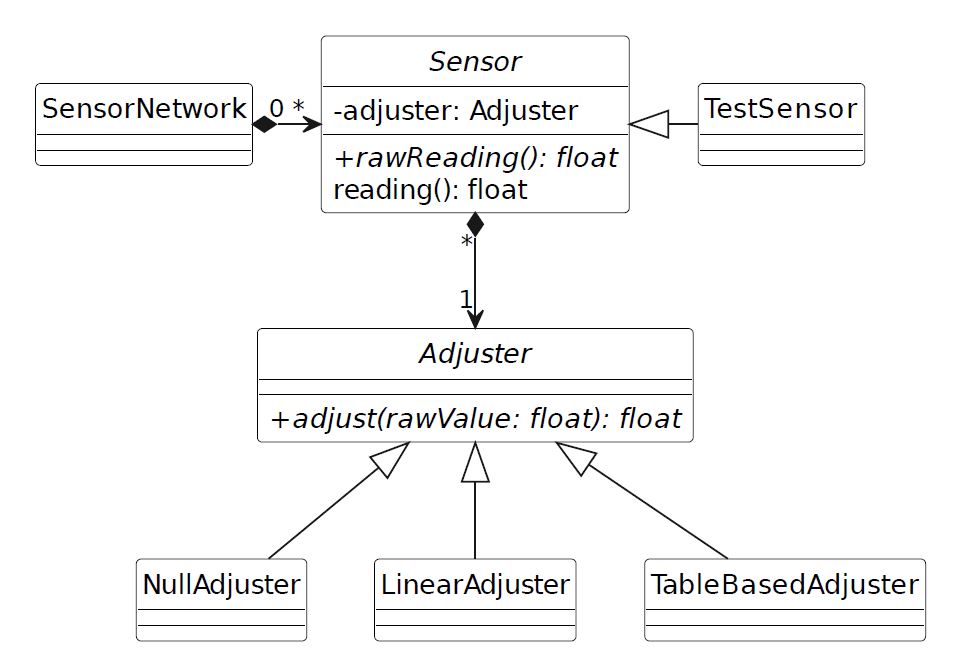 Sensor
-adjuster: Adjuster
+rawReading(): float
reading(): float
SensorNetwork
0 *
TestSensor
*
1
Adjuster
+adjust(rawValue: float): float
NullAdjuster
LinearAdjuster
TableBasedAdjuster